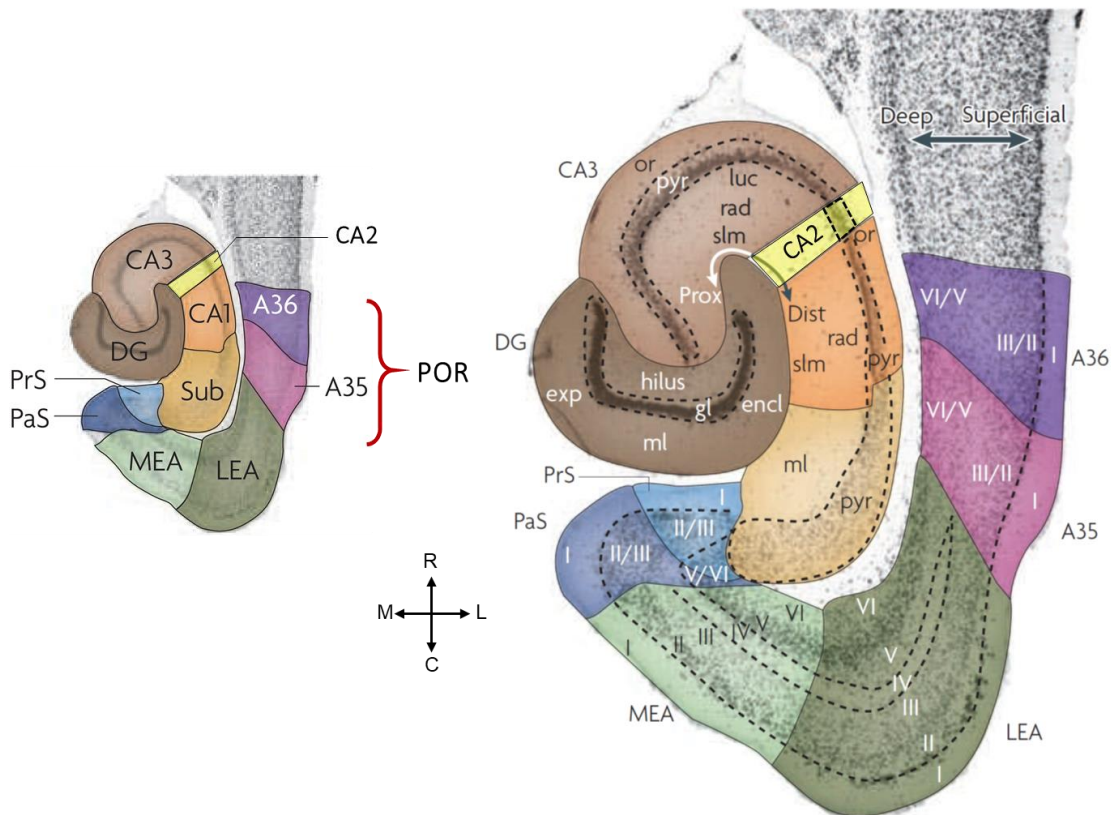 CA3
CA2
CA1
A36
DG
PrS
Sub
A35
POR
PaS
MEA
LEA
R
M
L
C
Deep Superficial
CA3
or
pyr
luc
rad
slm
CA2
or
Prox
Dist
rad
slm
pyr
DG
hilus
exp
gl
encl
ml
VI/V
III/II
I
A36
VI/V
III/II
I
A35
ml
pyr
PrS
I
PaS
II/III
I
II/III
V/VI
VI
V
IV
III
II
I
MEA
VI
V
IV
III
II
I
LEA